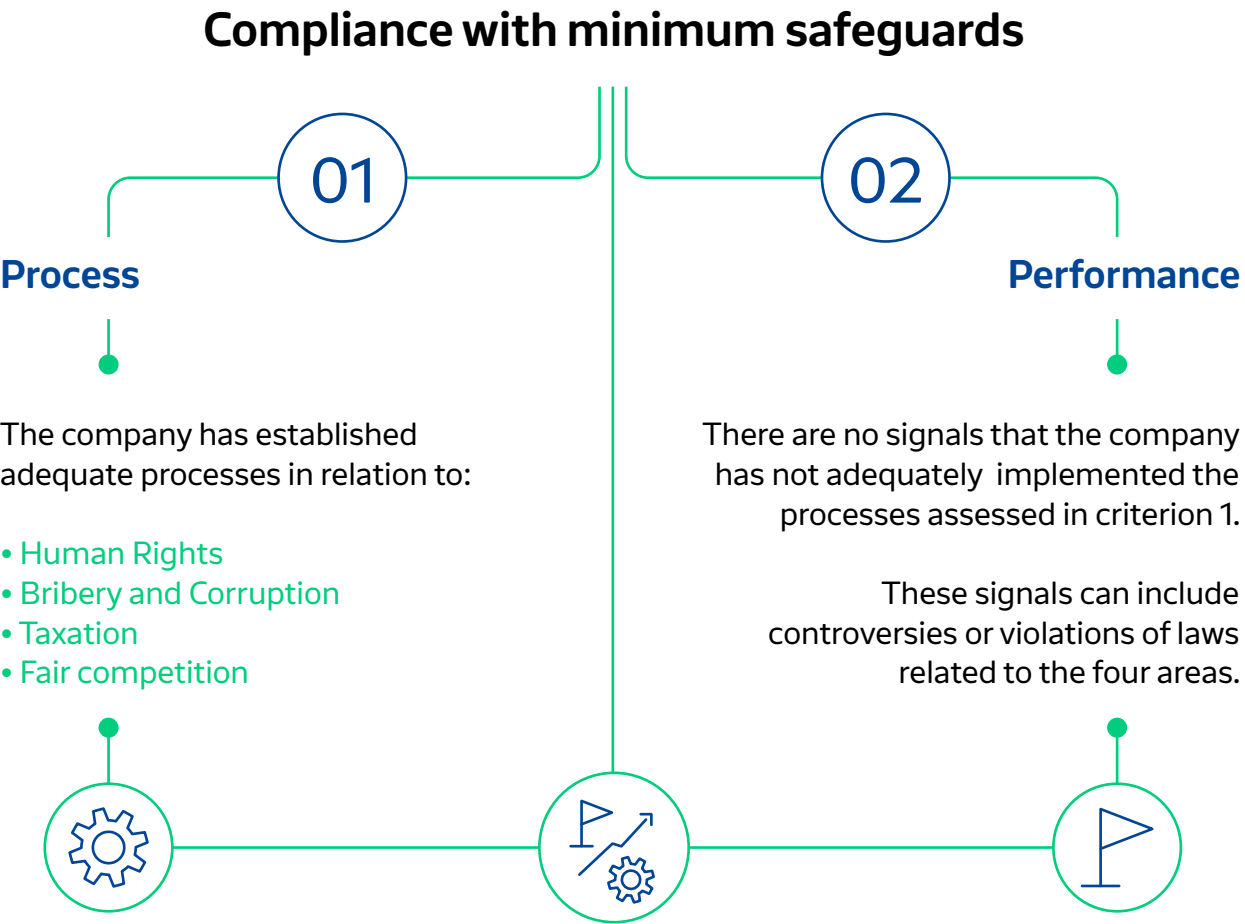 Compliance with minimum safeguards
01
Process
The company has established
adequate processes in relation to:
• Human Rights
• Bribery and Corruption
• Taxation
• Fair competition
02
Performance
There are no signals that the company
has not adequately  implemented the
processes assessed in criterion 1.
These signals can include
controversies or violations of laws
related to the four areas.